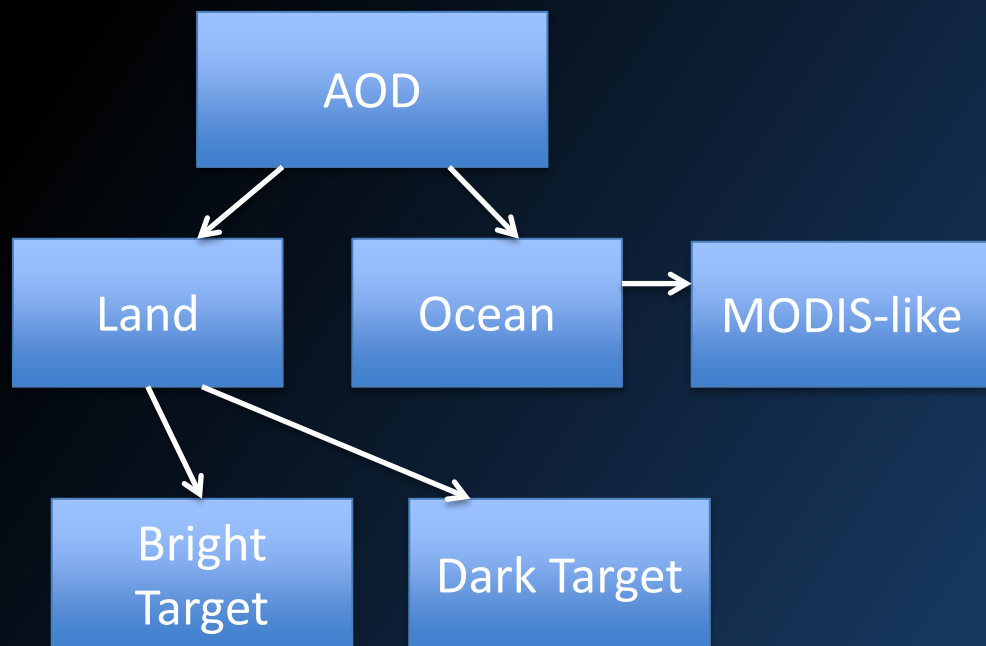 AOD
Land
Ocean
MODIS-like
Bright
Target
Dark Target